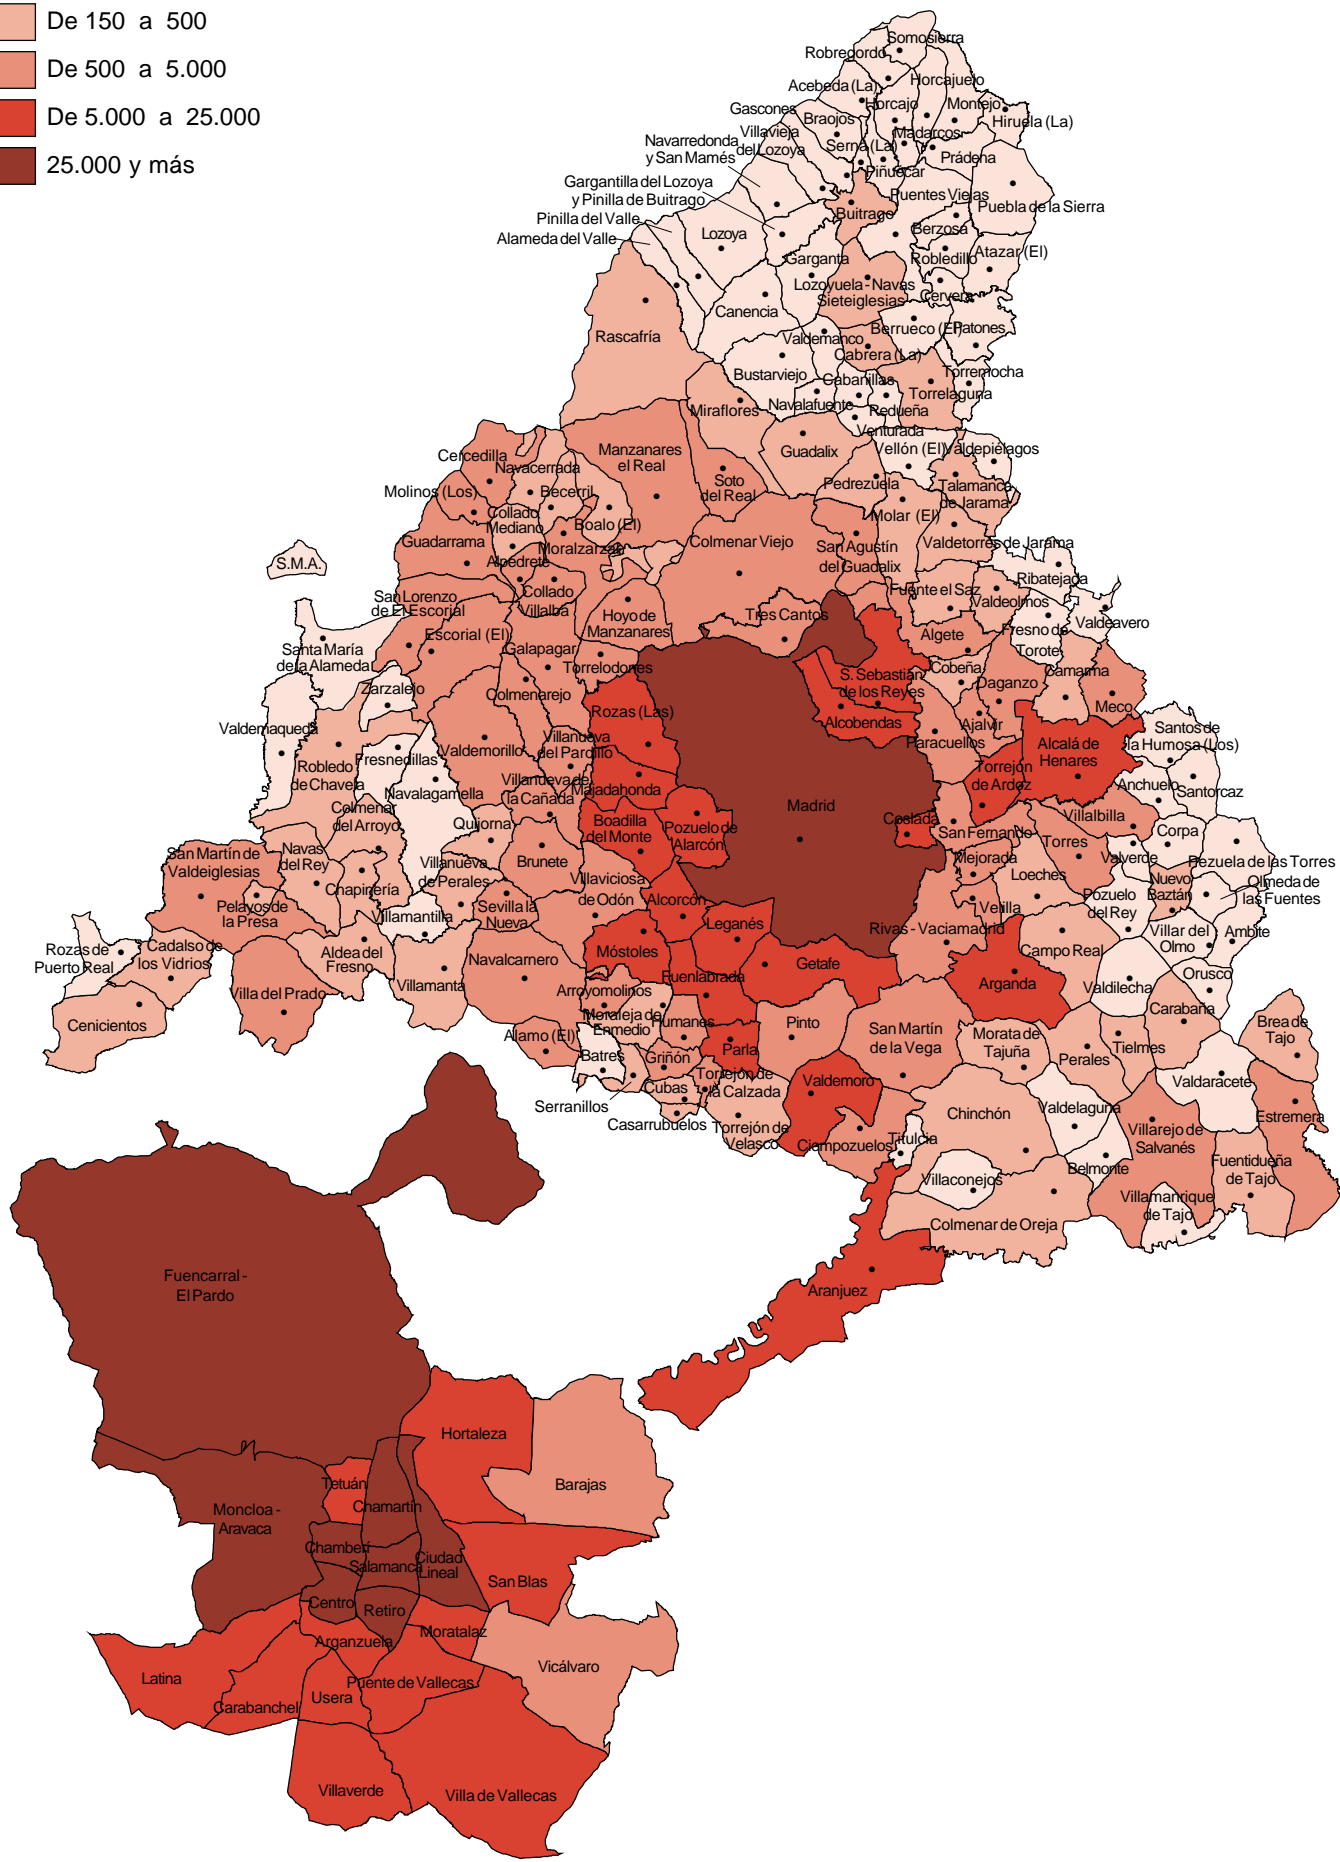 De 150 a 500
De 500 a 5.000
De 5.000 a 25.000
25.000 y más
Somosierra
Robregordo
Acebeda (La)
Horcajuelo
Horcajo
Montejo
Hiruela (La)
Gascones
Braojos
Madarcos
Villavieja
del Lozoya
Serna (La)
Prádena
Navarredonda
y San Mamés
Piñuecar
Gargantilla del Lozoya
y Pinilla de Buitrago
Puentes Viejas
Puebla de la Sierra
Buitrago
Pinilla del Valle
Alameda del Valle
Lozoya
Berzosa
Garganta
Robledillo
Atazar (El)
Lozoyuela - Navas
Sieteiglesias
Cervera
Canencia
Rascafría
Valdemanco
Berrueco (El)
Patones
Cabrera (La)
Bustarviejo
Cabanillas
Torremocha
Torrelaguna
Navalafuente
Redueña
Miraflores
Venturada
Guadalix
Vellón (El)
Valdepiélagos
Manzanares
el Real
Cercedilla
Navacerrada
Molinos (Los)
Becerril
Soto
del Real
Pedrezuela
Talamanca
de Jarama
Collado
Mediano
Boalo (El)
Molar (El)
Guadarrama
Moralzarzal
Colmenar Viejo
San Agustín
del Guadalix
Valdetorres de Jarama
S.M.A.
Alpedrete
Ribatejada
San Lorenzo
de El Escorial
Collado
Villalba
Fuente el Saz
Valdeolmos
Hoyo de
Manzanares
Tres Cantos
Valdeavero
Escorial (El)
Algete
Fresno de
Torote
Santa María
de la Alameda
Galapagar
Torrelodones
Cobeña
Camarma
S. Sebastián
de los Reyes
Daganzo
Zarzalejo
Colmenarejo
Meco
Rozas (Las)
Alcobendas
Ajalvir
Valdemaqueda
Paracuellos
Santos de
la Humosa (Los)
Alcalá de
Henares
Fresnedillas
Valdemorillo
Villanueva
del Pardillo
Robledo
de Chavela
Torrejón
de Ardoz
Villanueva de
la Cañada
Majadahonda
Anchuelo
Santorcaz
Navalagamella
Madrid
Colmenar
del Arroyo
Quijorna
Boadilla
del Monte
Pozuelo de
Alarcón
Coslada
Villalbilla
San Fernando
Corpa
Navas
del Rey
Torres
San Martín de
Valdeiglesias
Brunete
Mejorada
Valverde
Pezuela de las Torres
Villanueva
de Perales
Loeches
Nuevo
Baztán
Olmeda de
las Fuentes
Chapinería
Villaviciosa
de Odón
Pozuelo
del Rey
Pelayos de
la Presa
Sevilla la
Nueva
Alcorcón
Velilla
Villamantilla
Leganés
Rivas - Vaciamadrid
Villar del
Olmo
Ambite
Rozas de
Puerto Real
Cadalso de
los Vidrios
Aldea del
Fresno
Móstoles
Campo Real
Navalcarnero
Getafe
Fuenlabrada
Orusco
Villa del Prado
Villamanta
Arganda
Valdilecha
Arroyomolinos
Carabaña
Moraleja de
Enmedio
Cenicientos
Humanes
Pinto
San Martín
de la Vega
Morata de
Tajuña
Brea de
Tajo
Alamo (El)
Tielmes
Batres
Griñón
Parla
Perales
Torrejón de
la Calzada
Valdemoro
Valdaracete
Cubas
Serranillos
Casarrubuelos
Chinchón
Valdelaguna
Estremera
Torrejón de
Velasco
Ciempozuelos
Titulcia
Villarejo de
Salvanés
Belmonte
Fuentidueña
de Tajo
Villaconejos
Villamanrique
de Tajo
Colmenar de Oreja
Aranjuez
Fuencarral -
El Pardo
Hortaleza
Tetuán
Barajas
Chamartín
Moncloa -
Aravaca
Chamberí
Salamanca
Ciudad
Lineal
San Blas
Centro
Retiro
Moratalaz
Arganzuela
Vicálvaro
Latina
Puente de Vallecas
Carabanchel
Usera
Villaverde
Villa de Vallecas